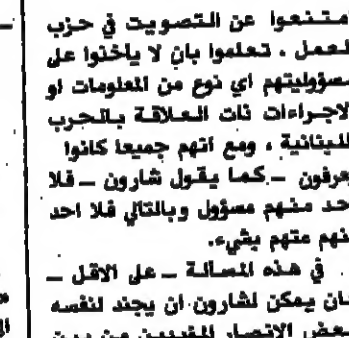 امتنعوا عن التصويت في حزب
العمل . تعلموا بان لا ياخذوا على
مسؤوليتهم اي نوع من المعلومات او
الاجراءات ذات العلاقة بالحرب
اللبنانية ، ومع انهم جميعا كانوا
يعرفون – كما يقول شارون – فلا
احد منهم مسؤول وبالتالي فلا احد
منهم متهم بشيء.
. في هذه المسالة – على الاقل –
كان يمكن لشارون ان يجند لنفسه
بعض الانصار